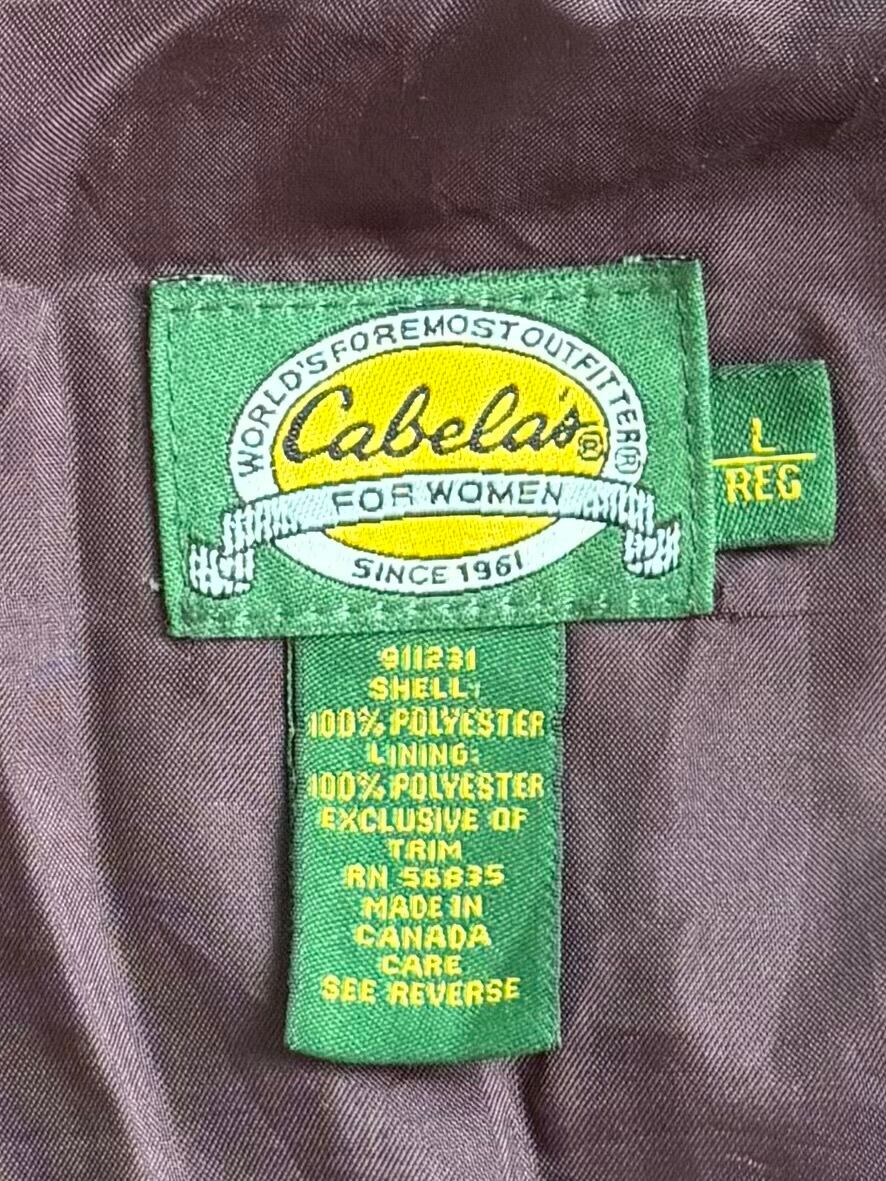 WORLD'S FOREMOST OUTFITTER®
Cabela's®
FOR WOMEN
SINCE 1961
L
REG
911231
SHELL:
100% POLYESTER
LINING:
100% POLYESTER
EXCLUSIVE OF
TRIM
RN 56835
MADE IN
CANADA
CARE
SEE REVERSE